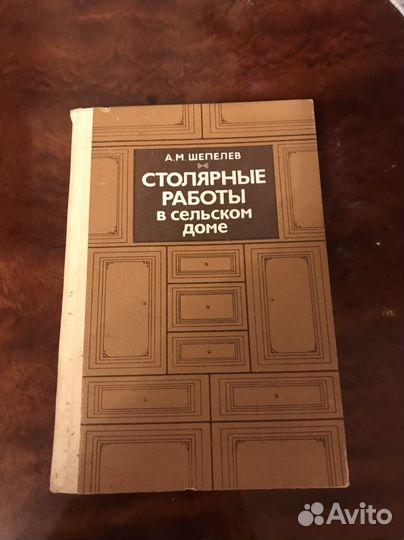 А.М. ШЕПЕЛЕВ
СТОЛЯРНЫЕ
РАБОТЫ
в сельском
доме
Avito